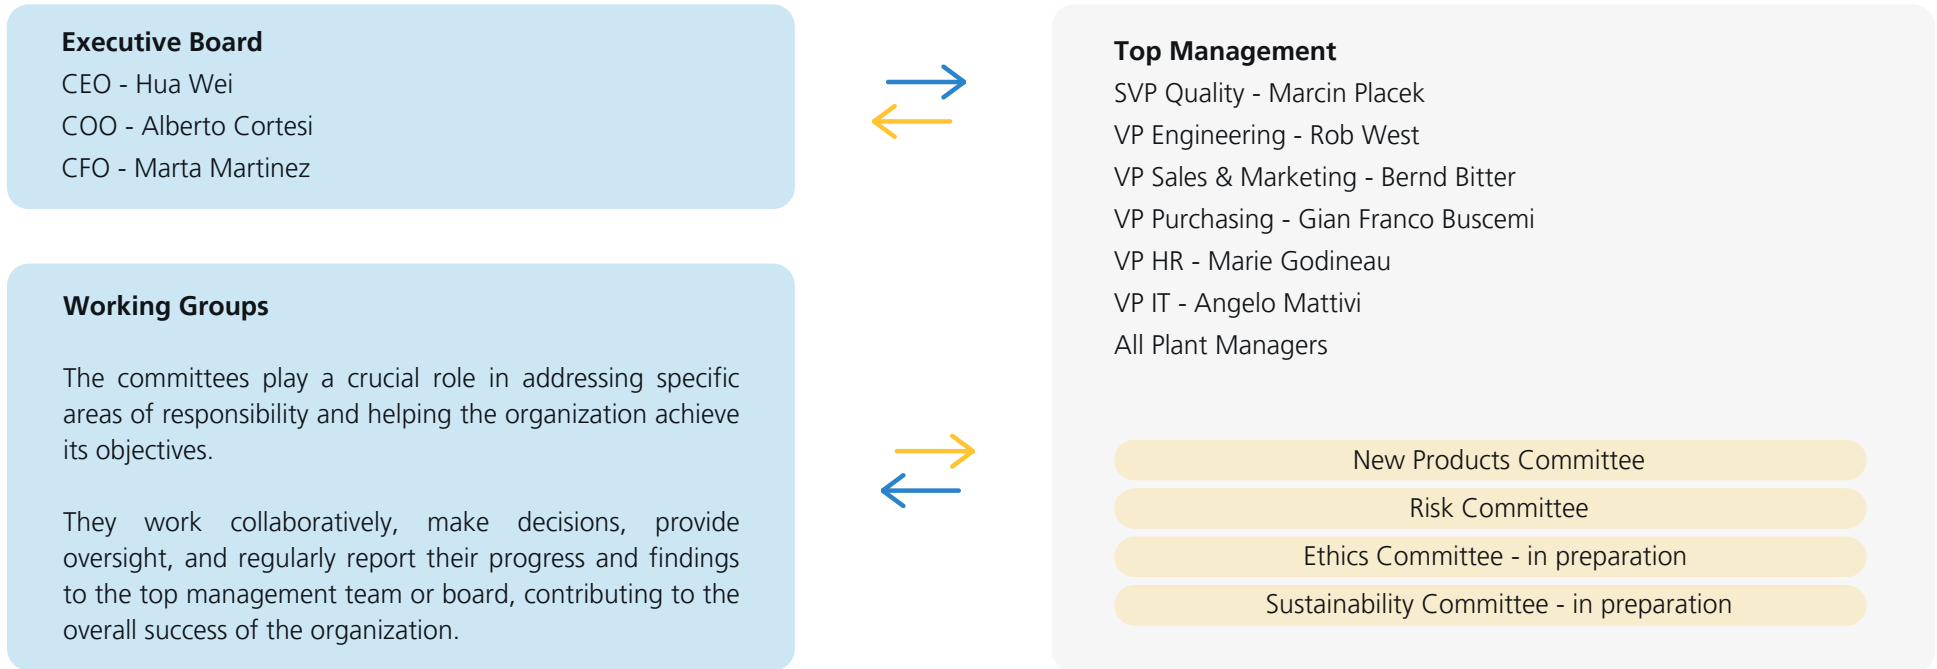 Executive Board
CEO - Hua Wei
COO - Alberto Cortesi
CFO - Marta Martinez
Working Groups
The committees play a crucial role in addressing specific
areas of responsibility and helping the organization achieve
its objectives.
They work collaboratively, make decisions, provide
oversight, and regularly report their progress and findings
to the top management team or board, contributing to the
overall success of the organization.
Top Management
SVP Quality - Marcin Placek
VP Engineering - Rob West
VP Sales & Marketing - Bernd Bitter
VP Purchasing - Gian Franco Buscemi
VP HR - Marie Godineau
VP IT - Angelo Mattivi
All Plant Managers
New Products Committee
Risk Committee
Ethics Committee - in preparation
Sustainability Committee - in preparation